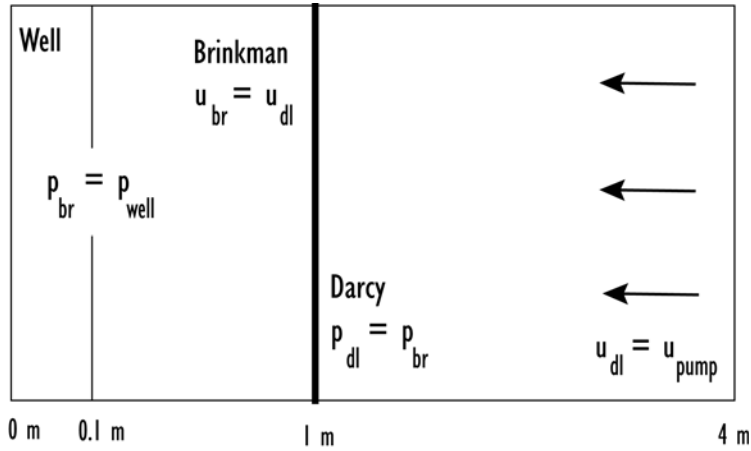 Well
Brinkman
u_br = u_dl
p_br = p_well
Darcy
p_dl = p_br
u_dl = u_pump
0 m
0.1 m
1 m
4 m